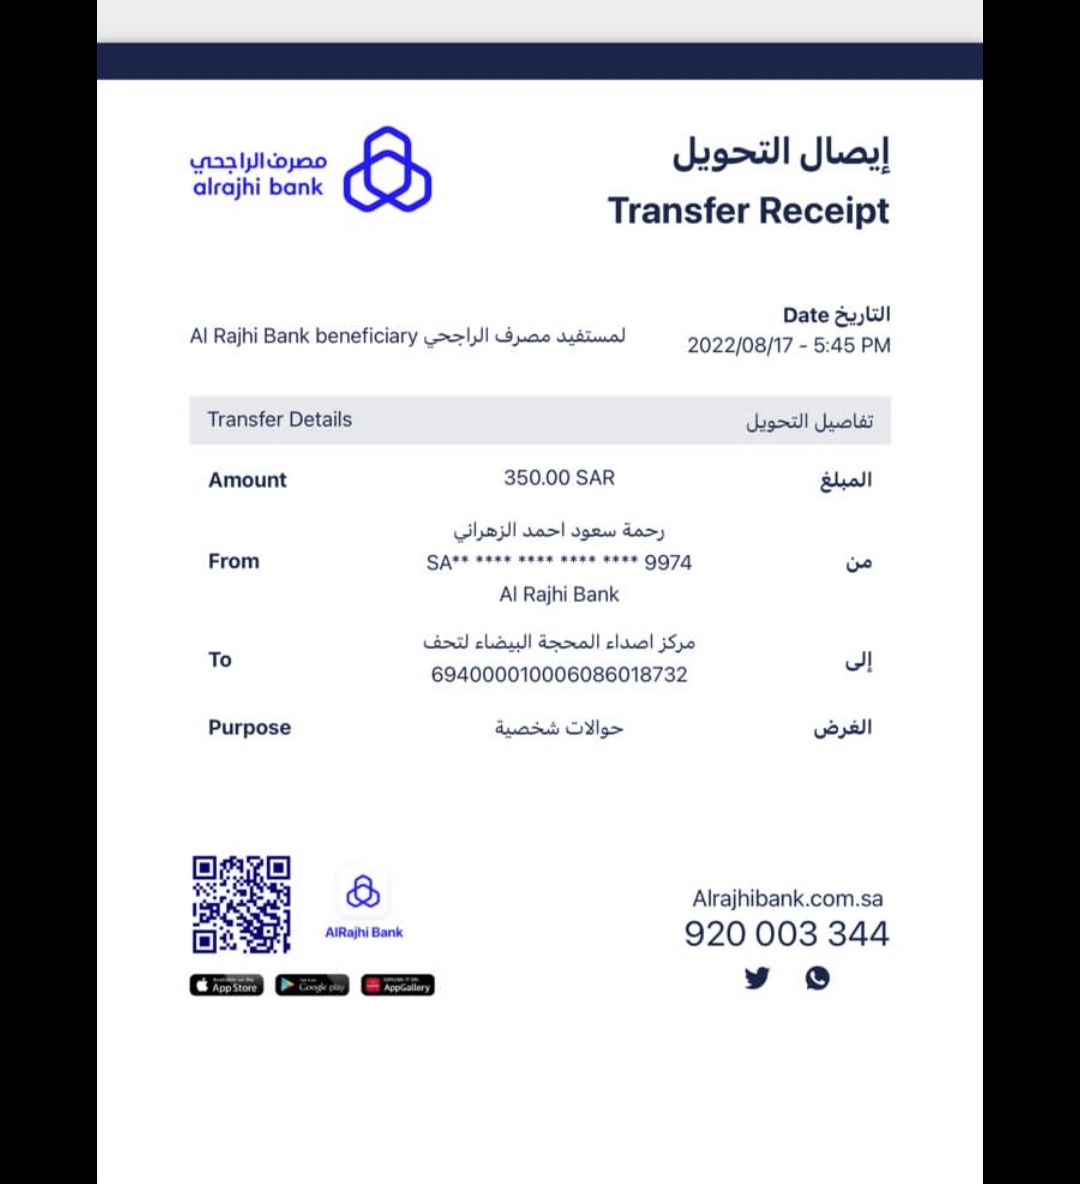 مصرف الراجحي
alrajhi bank
إيصال التحويل
Transfer Receipt
Al Rajhi Bank beneficiary لمستفيد مصرف الراجحي
التاريخ Date
2022/08/17 - 5:45 PM
Transfer Details تفاصيل التحويل
Amount 350.00 SAR المبلغ
رحمة سعود احمد الزهراني
From SA** **** **** **** **** 9974 من
Al Rajhi Bank
مركز اصداء المحجة البيضاء لتحف
To إلى
694000010006086018732
Purpose حوالات شخصية الغرض
AlRajhi Bank
App Store
Google play
AppGallery
Alrajhibank.com.sa
920 003 344